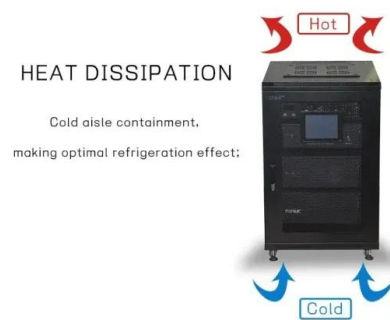 Hot
HEAT DISSIPATION
Cold aisle containment,
making optimal refrigeration effect;
Cold